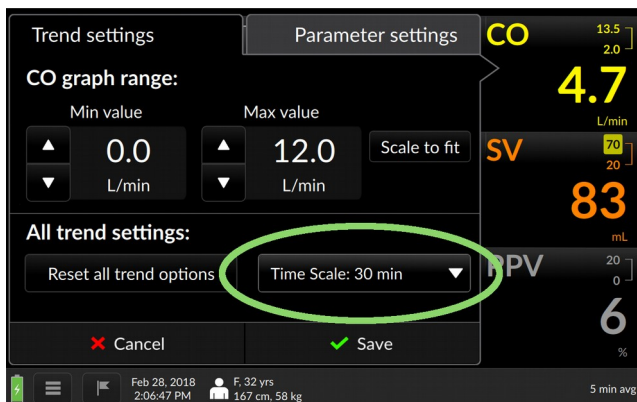 Trend settings
Parameter settings
CO graph range:
Min value
Max value
0.0
L/min
12.0
L/min
Scale to fit
All trend settings:
Reset all trend options
Time Scale: 30 min
Cancel
Save
CO
13.5
2.0
4.7
L/min
SV
70
20
83
mL
PPV
20
0
6
%
Feb 28, 2018
2:06:47 PM
F, 32 yrs
167 cm, 58 kg
5 min avg